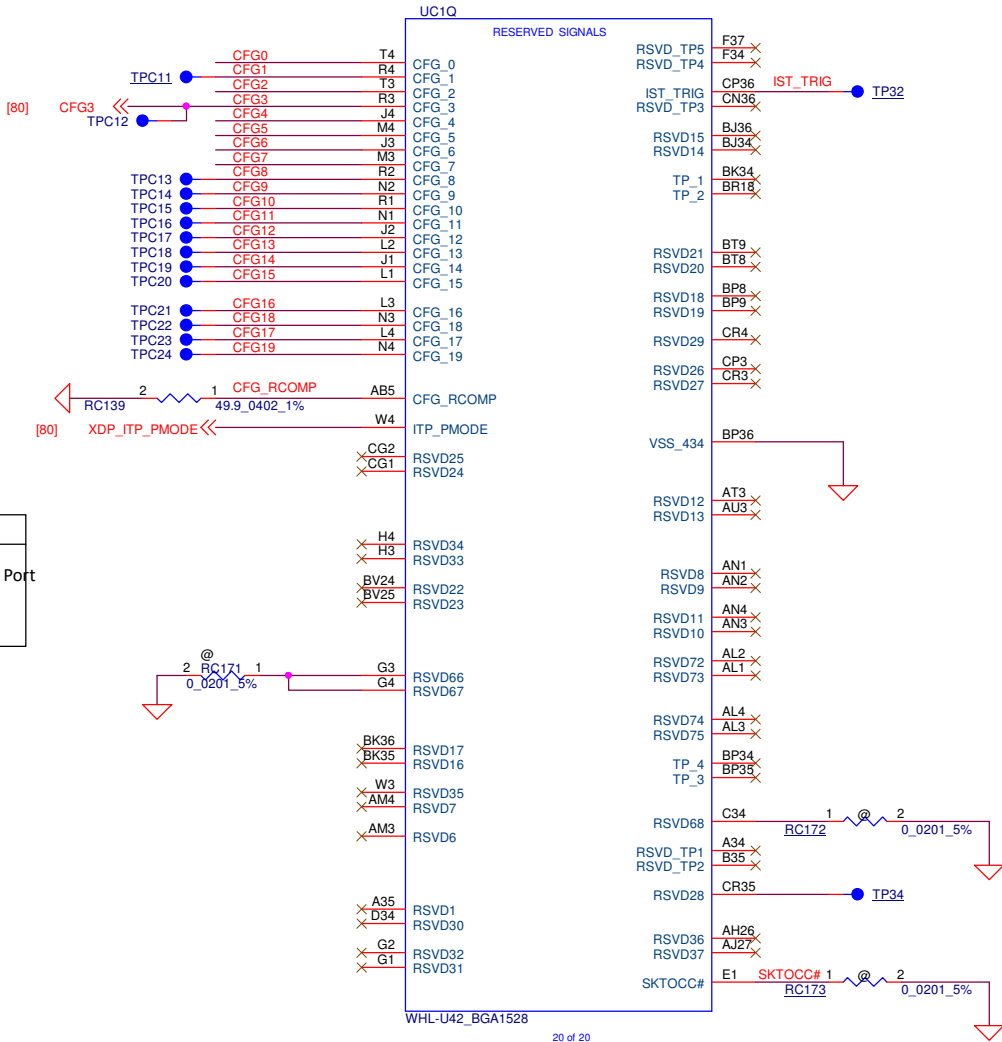 UC1Q
RESERVED SIGNALS
CFG0 T4 CFG_0
TPC11 CFG1 R4 CFG_1
CFG2 T3 CFG_2
[80] CFG3 CFG3 R3 CFG_3
TPC12 CFG4 J4 CFG_4
CFG5 M4 CFG_5
CFG6 J3 CFG_6
CFG7 M3 CFG_7
TPC13 CFG8 R2 CFG_8
TPC14 CFG9 N2 CFG_9
TPC15 CFG10 R1 CFG_10
TPC16 CFG11 N1 CFG_11
TPC17 CFG12 J2 CFG_12
TPC18 CFG13 L2 CFG_13
TPC19 CFG14 J1 CFG_14
TPC20 CFG15 L1 CFG_15
TPC21 CFG16 L3 CFG_16
TPC22 CFG18 N3 CFG_18
TPC23 CFG17 L4 CFG_17
TPC24 CFG19 N4 CFG_19
2 1 CFG_RCOMP AB5 CFG_RCOMP
RC139 49.9_0402_1%
[80] XDP_ITP_PMODE W4 ITP_PMODE
CG2 RSVD25
CG1 RSVD24
H4 RSVD34
H3 RSVD33
Port
BV24 RSVD22
BV25 RSVD23
@
2 RC171 1 G3 RSVD66
0_0201_5% G4 RSVD67
BK36 RSVD17
BK35 RSVD16
W3 RSVD35
AM4 RSVD7
AM3 RSVD6
A35 RSVD1
D34 RSVD30
G2 RSVD32
G1 RSVD31
RSVD_TP5 F37
RSVD_TP4 F34
IST_TRIG CP36 IST_TRIG TP32
RSVD_TP3 CN36
RSVD15 BJ36
RSVD14 BJ34
TP_1 BK34
TP_2 BR18
RSVD21 BT9
RSVD20 BT8
RSVD18 BP8
RSVD19 BP9
RSVD29 CR4
RSVD26 CP3
RSVD27 CR3
VSS_434 BP36
RSVD12 AT3
RSVD13 AU3
RSVD8 AN1
RSVD9 AN2
RSVD11 AN4
RSVD10 AN3
RSVD72 AL2
RSVD73 AL1
RSVD74 AL4
RSVD75 AL3
TP_4 BP34
TP_3 BP35
RSVD68 C34 1 @ 2
RC172 0_0201_5%
RSVD_TP1 A34
RSVD_TP2 B35
RSVD28 CR35 TP34
RSVD36 AH26
RSVD37 AJ27
SKTOCC# E1 SKTOCC# 1 @ 2
RC173 0_0201_5%
WHL-U42_BGA1528
20 of 20